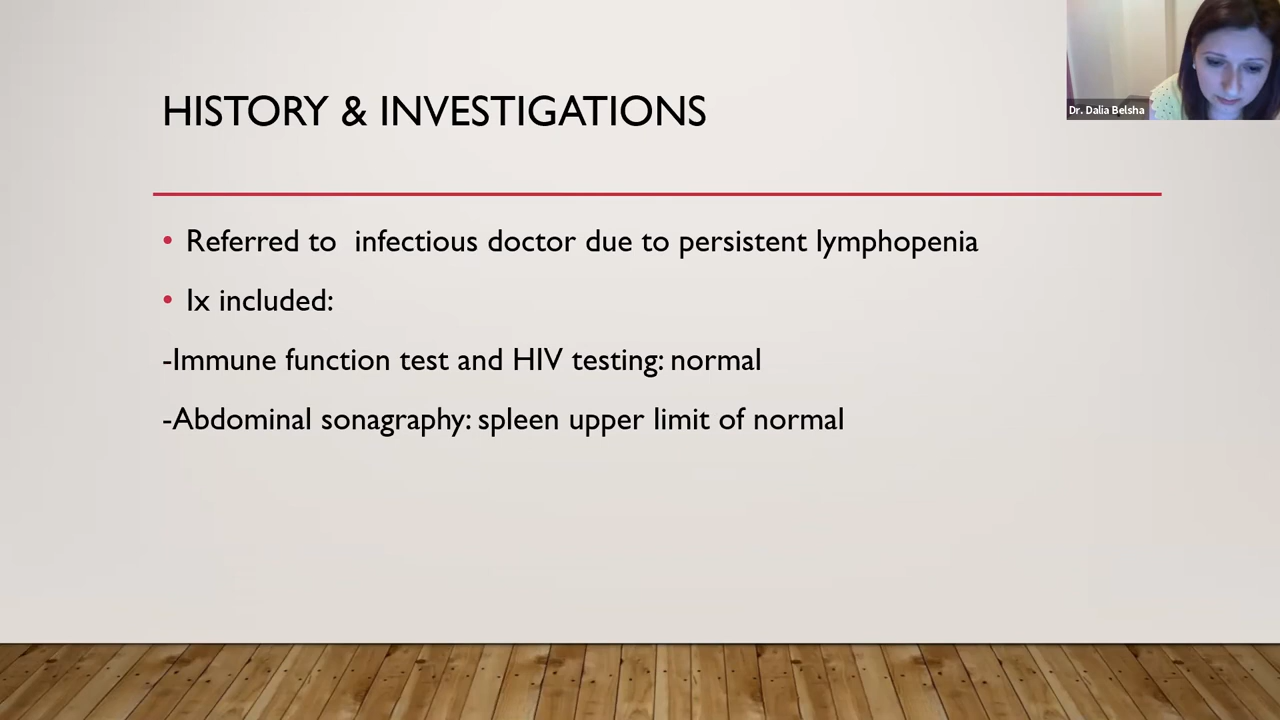 Dr. Dalia Belsha
HISTORY & INVESTIGATIONS
• Referred to  infectious doctor due to persistent lymphopenia
• Ix included:
-Immune function test and HIV testing: normal
-Abdominal sonagraphy: spleen upper limit of normal